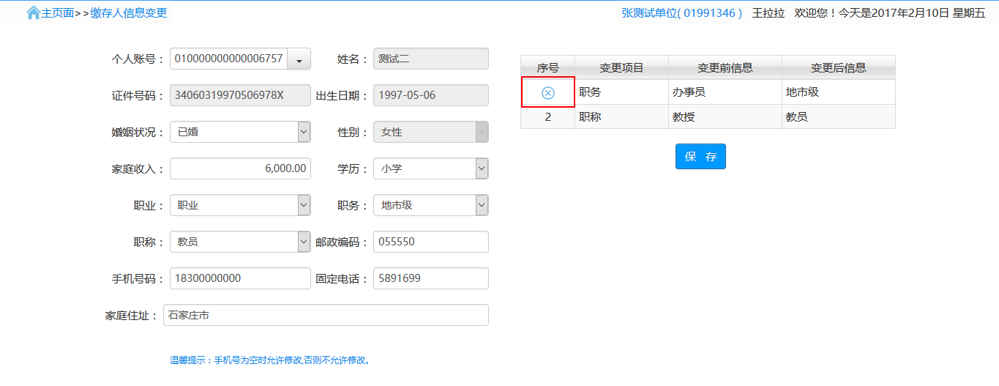 主页面>>缴存人信息变更 张测试单位( 01991346 ) 王拉拉 欢迎您！今天是2017年2月10日 星期五
个人账号： 010000000000006757 姓名： 测试二
证件号码： 34060319970506978X 出生日期： 1997-05-06
婚姻状况： 已婚 性别： 女性
家庭收入： 6,000.00 学历： 小学
职业： 职业 职务： 地市级
职称： 教员 邮政编码： 055550
手机号码： 18300000000 固定电话： 5891699
家庭住址： 石家庄市
温馨提示：手机号为空时允许修改,否则不允许修改。
序号 变更项目 变更前信息 变更后信息
职务 办事员 地市级
2 职称 教授 教员
保 存